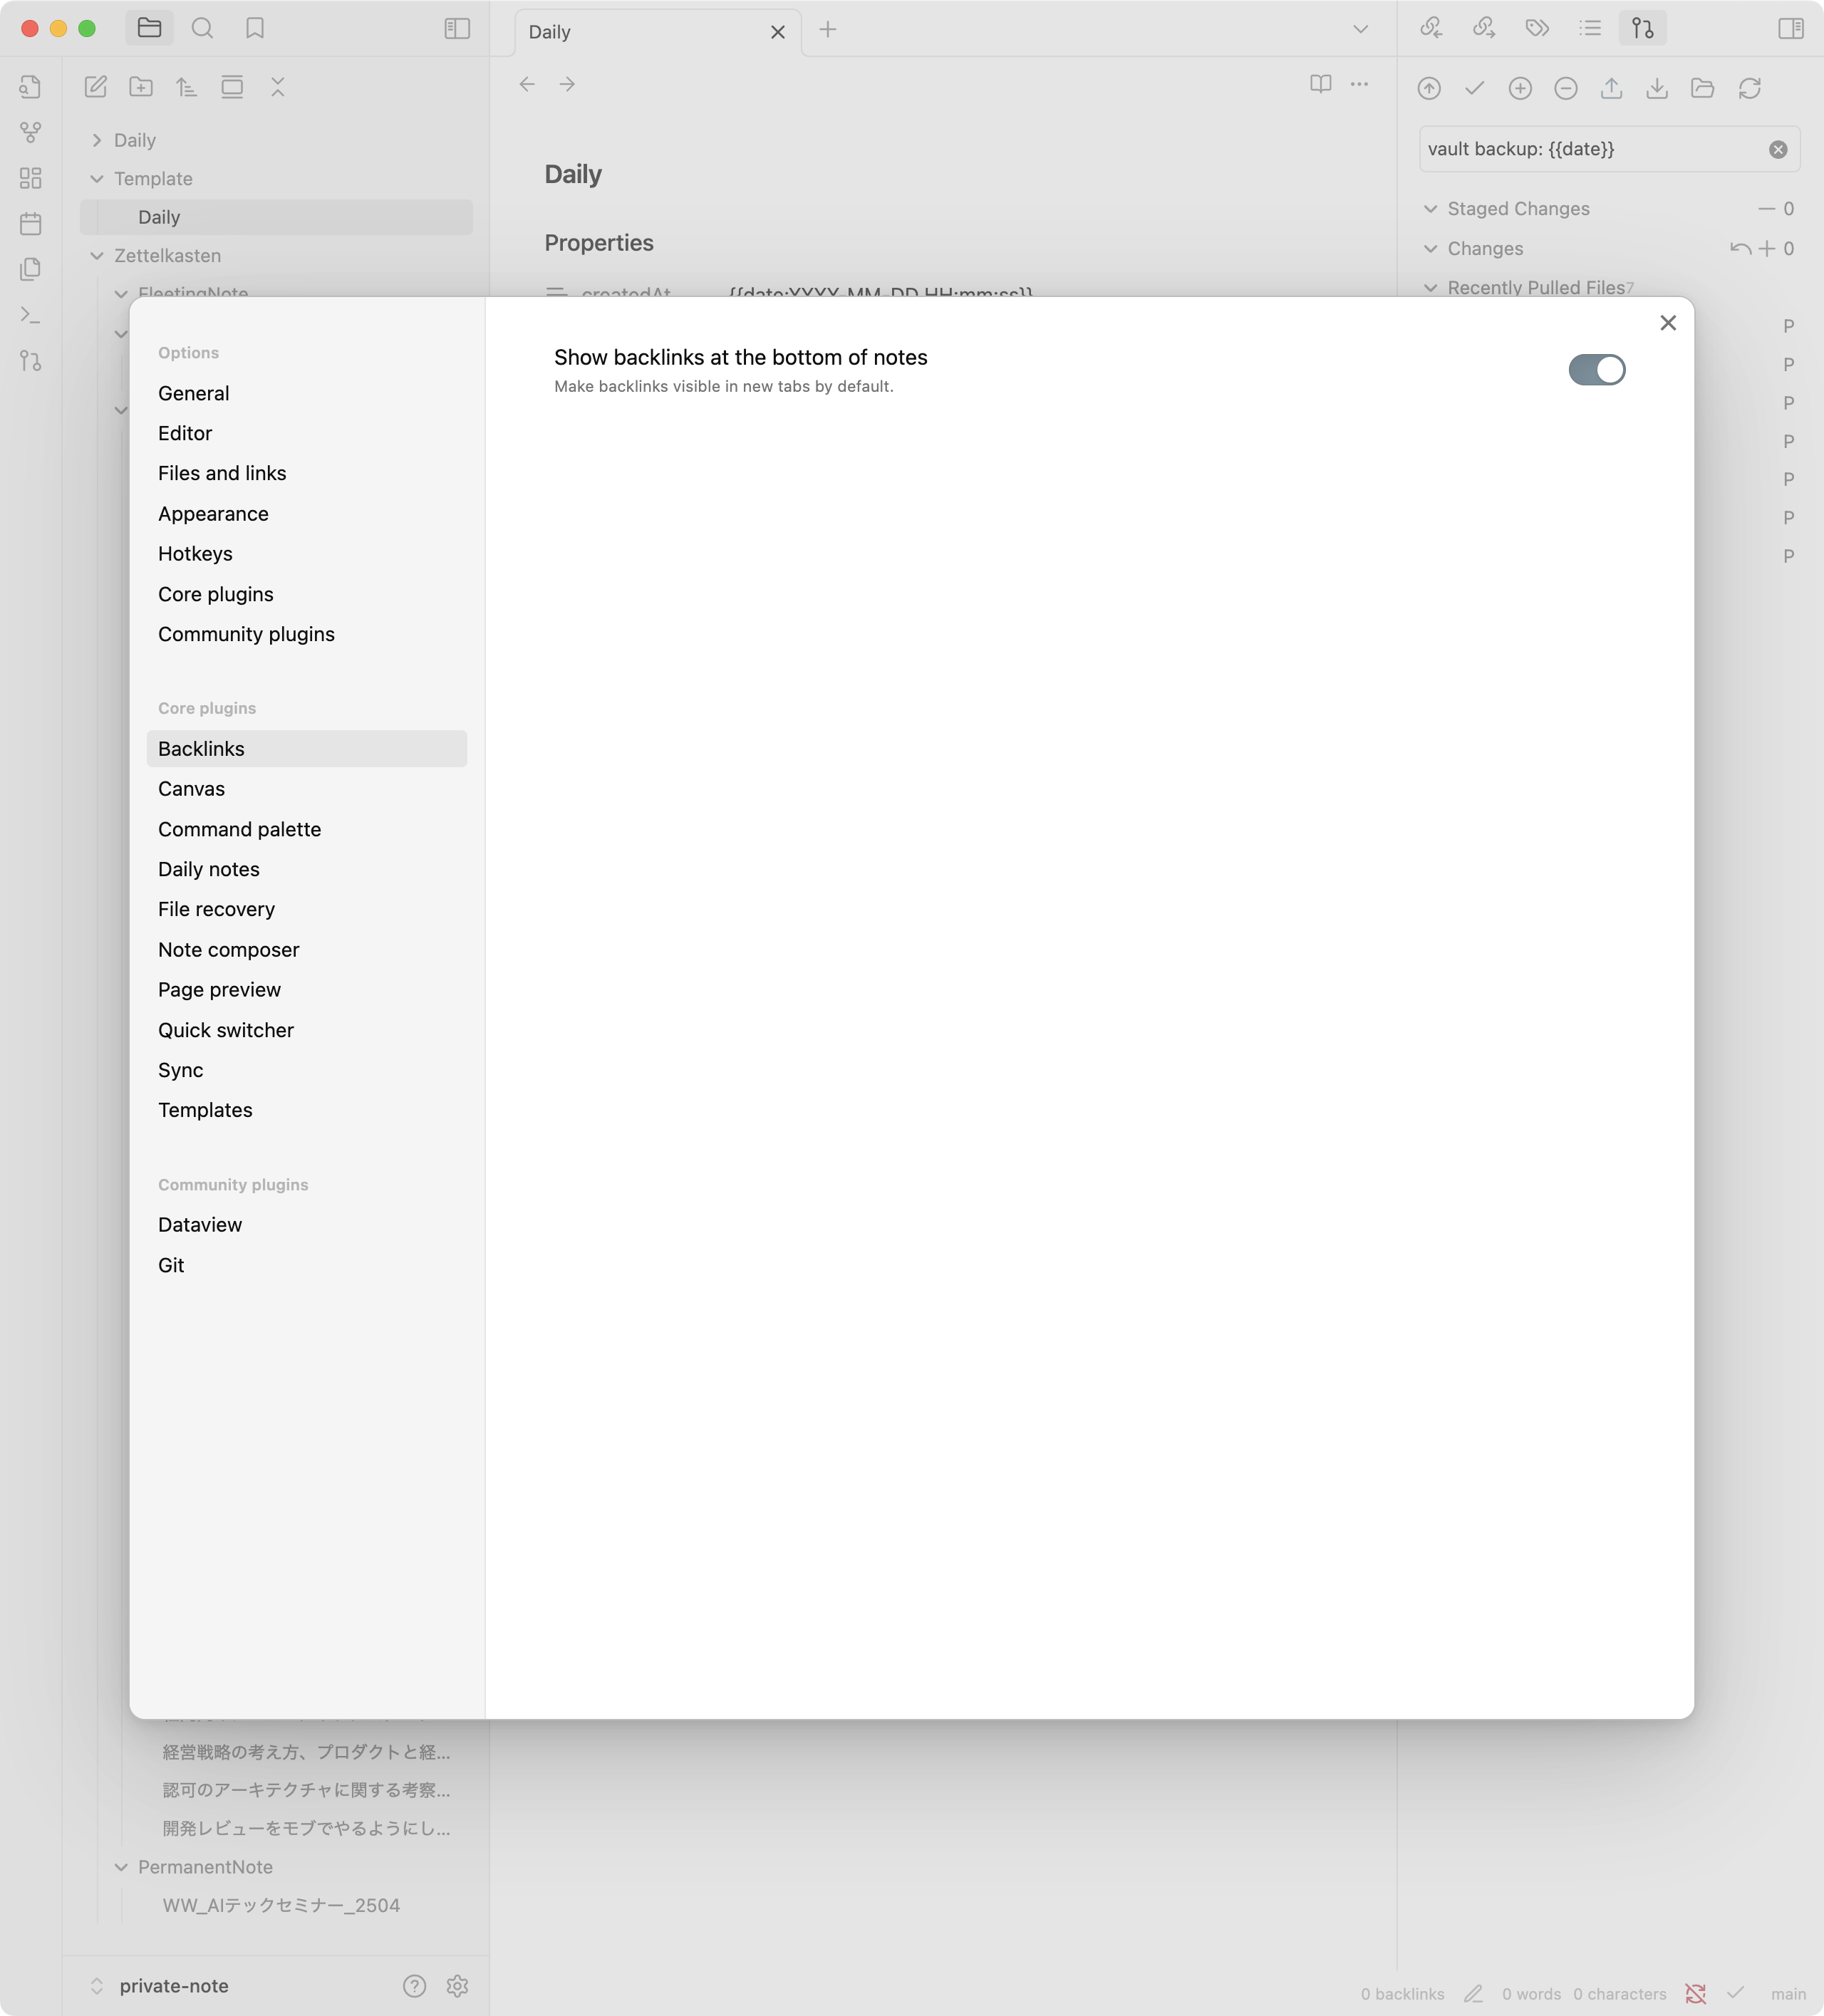 Daily
Daily
Template
Daily
Zettelkasten
FleetingNote
経営戦略の考え方、プロダクトと経...
認可のアーキテクチャに関する考察...
開発レビューをモブでやるようにし...
PermanentNote
WW_AIテックセミナー_2504
private-note
Daily
Properties
createdAt {{date:YYYY-MM-DD HH:mm:ss}}
vault backup: {{date}}
Staged Changes 0
Changes 0
Recently Pulled Files 7
P
P
P
P
P
P
P
Options
General
Editor
Files and links
Appearance
Hotkeys
Core plugins
Community plugins
Core plugins
Backlinks
Canvas
Command palette
Daily notes
File recovery
Note composer
Page preview
Quick switcher
Sync
Templates
Community plugins
Dataview
Git
Show backlinks at the bottom of notes
Make backlinks visible in new tabs by default.
0 backlinks 0 words 0 characters main